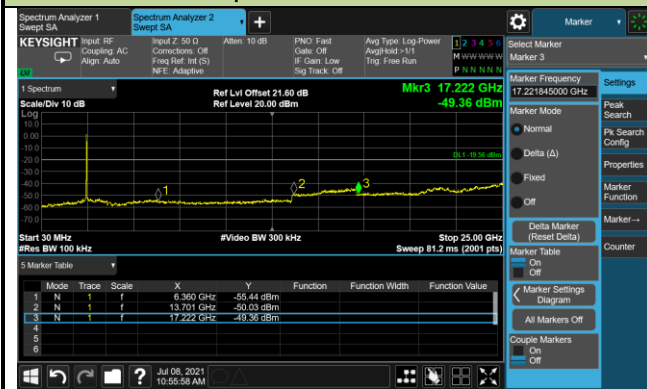 Spectrum Analyzer 1
Swept SA
Spectrum Analyzer 2
Swept SA
+
Marker
KEYSIGHT
Input: RF
Coupling: AC
Align: Auto
Input Z: 50 Ω
Corrections: Off
Freq Ref: Int (S)
NFE: Adaptive
Atten: 10 dB
PNO: Fast
Gate: Off
IF Gain: Low
Sig Track: Off
Avg Type: Log-Power
Avg|Hold:>1/1
Trig: Free Run
1 2 3 4 5 6
M W W W W W
P N N N N N
Select Marker
Marker 3
1 Spectrum
Scale/Div 10 dB
Ref Lvl Offset 21.60 dB
Ref Level 20.00 dBm
Mkr3 17.222 GHz
-49.36 dBm
Log
10.0
0.00
-10.0
-20.0
-30.0
-40.0
-50.0
-60.0
-70.0
DL1 -19.56 dBm
1
2
3
Start 30 MHz
#Res BW 100 kHz
#Video BW 300 kHz
Stop 25.00 GHz
Sweep 81.2 ms (2001 pts)
5 Marker Table
Mode Trace Scale X Y Function Function Width Function Value
1 N 1 f 6.360 GHz -55.44 dBm
2 N 1 f 13.701 GHz -50.03 dBm
3 N 1 f 17.222 GHz -49.36 dBm
4
5
6
Marker Frequency
17.221845000 GHz
Marker Mode
Normal
Delta (Δ)
Fixed
Off
Delta Marker
(Reset Delta)
Marker Table
On
Off
Marker Settings
Diagram
All Markers Off
Couple Markers
On
Off
Settings
Peak
Search
Pk Search
Config
Properties
Marker
Function
Marker→
Counter
?
Jul 08, 2021
10:55:58 AM